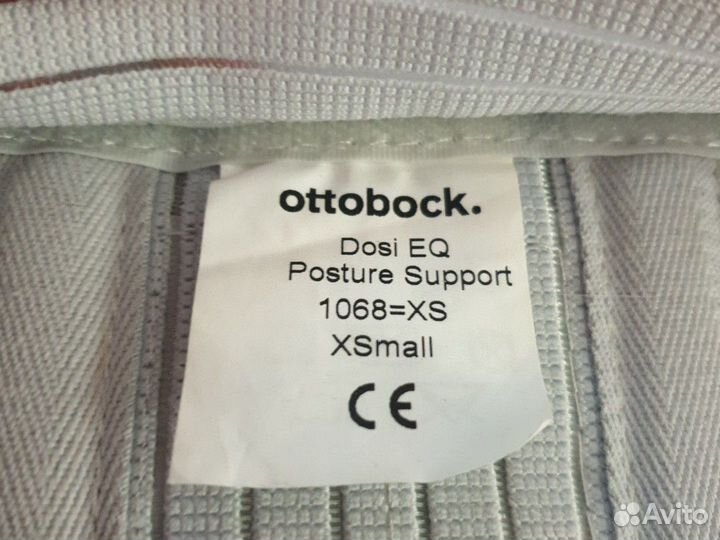 ottobock.
Dosi EQ
Posture Support
1068=XS
XSmall
CE
Avito